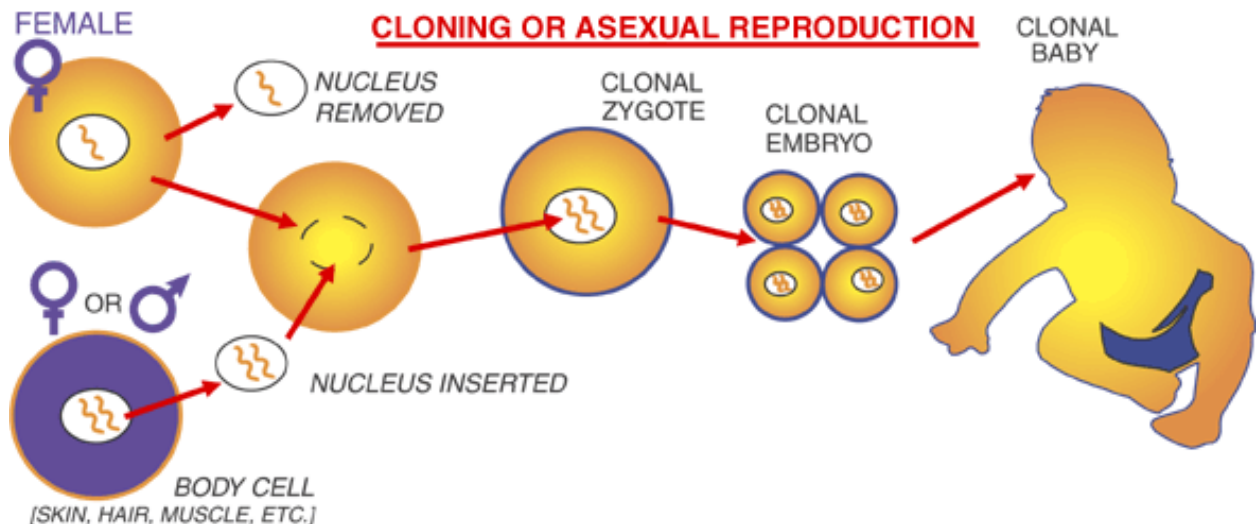 FEMALE
CLONING OR ASEXUAL REPRODUCTION
NUCLEUS
REMOVED
CLONAL
ZYGOTE
CLONAL
EMBRYO
CLONAL
BABY
OR
NUCLEUS INSERTED
BODY CELL
[SKIN, HAIR, MUSCLE, ETC.]